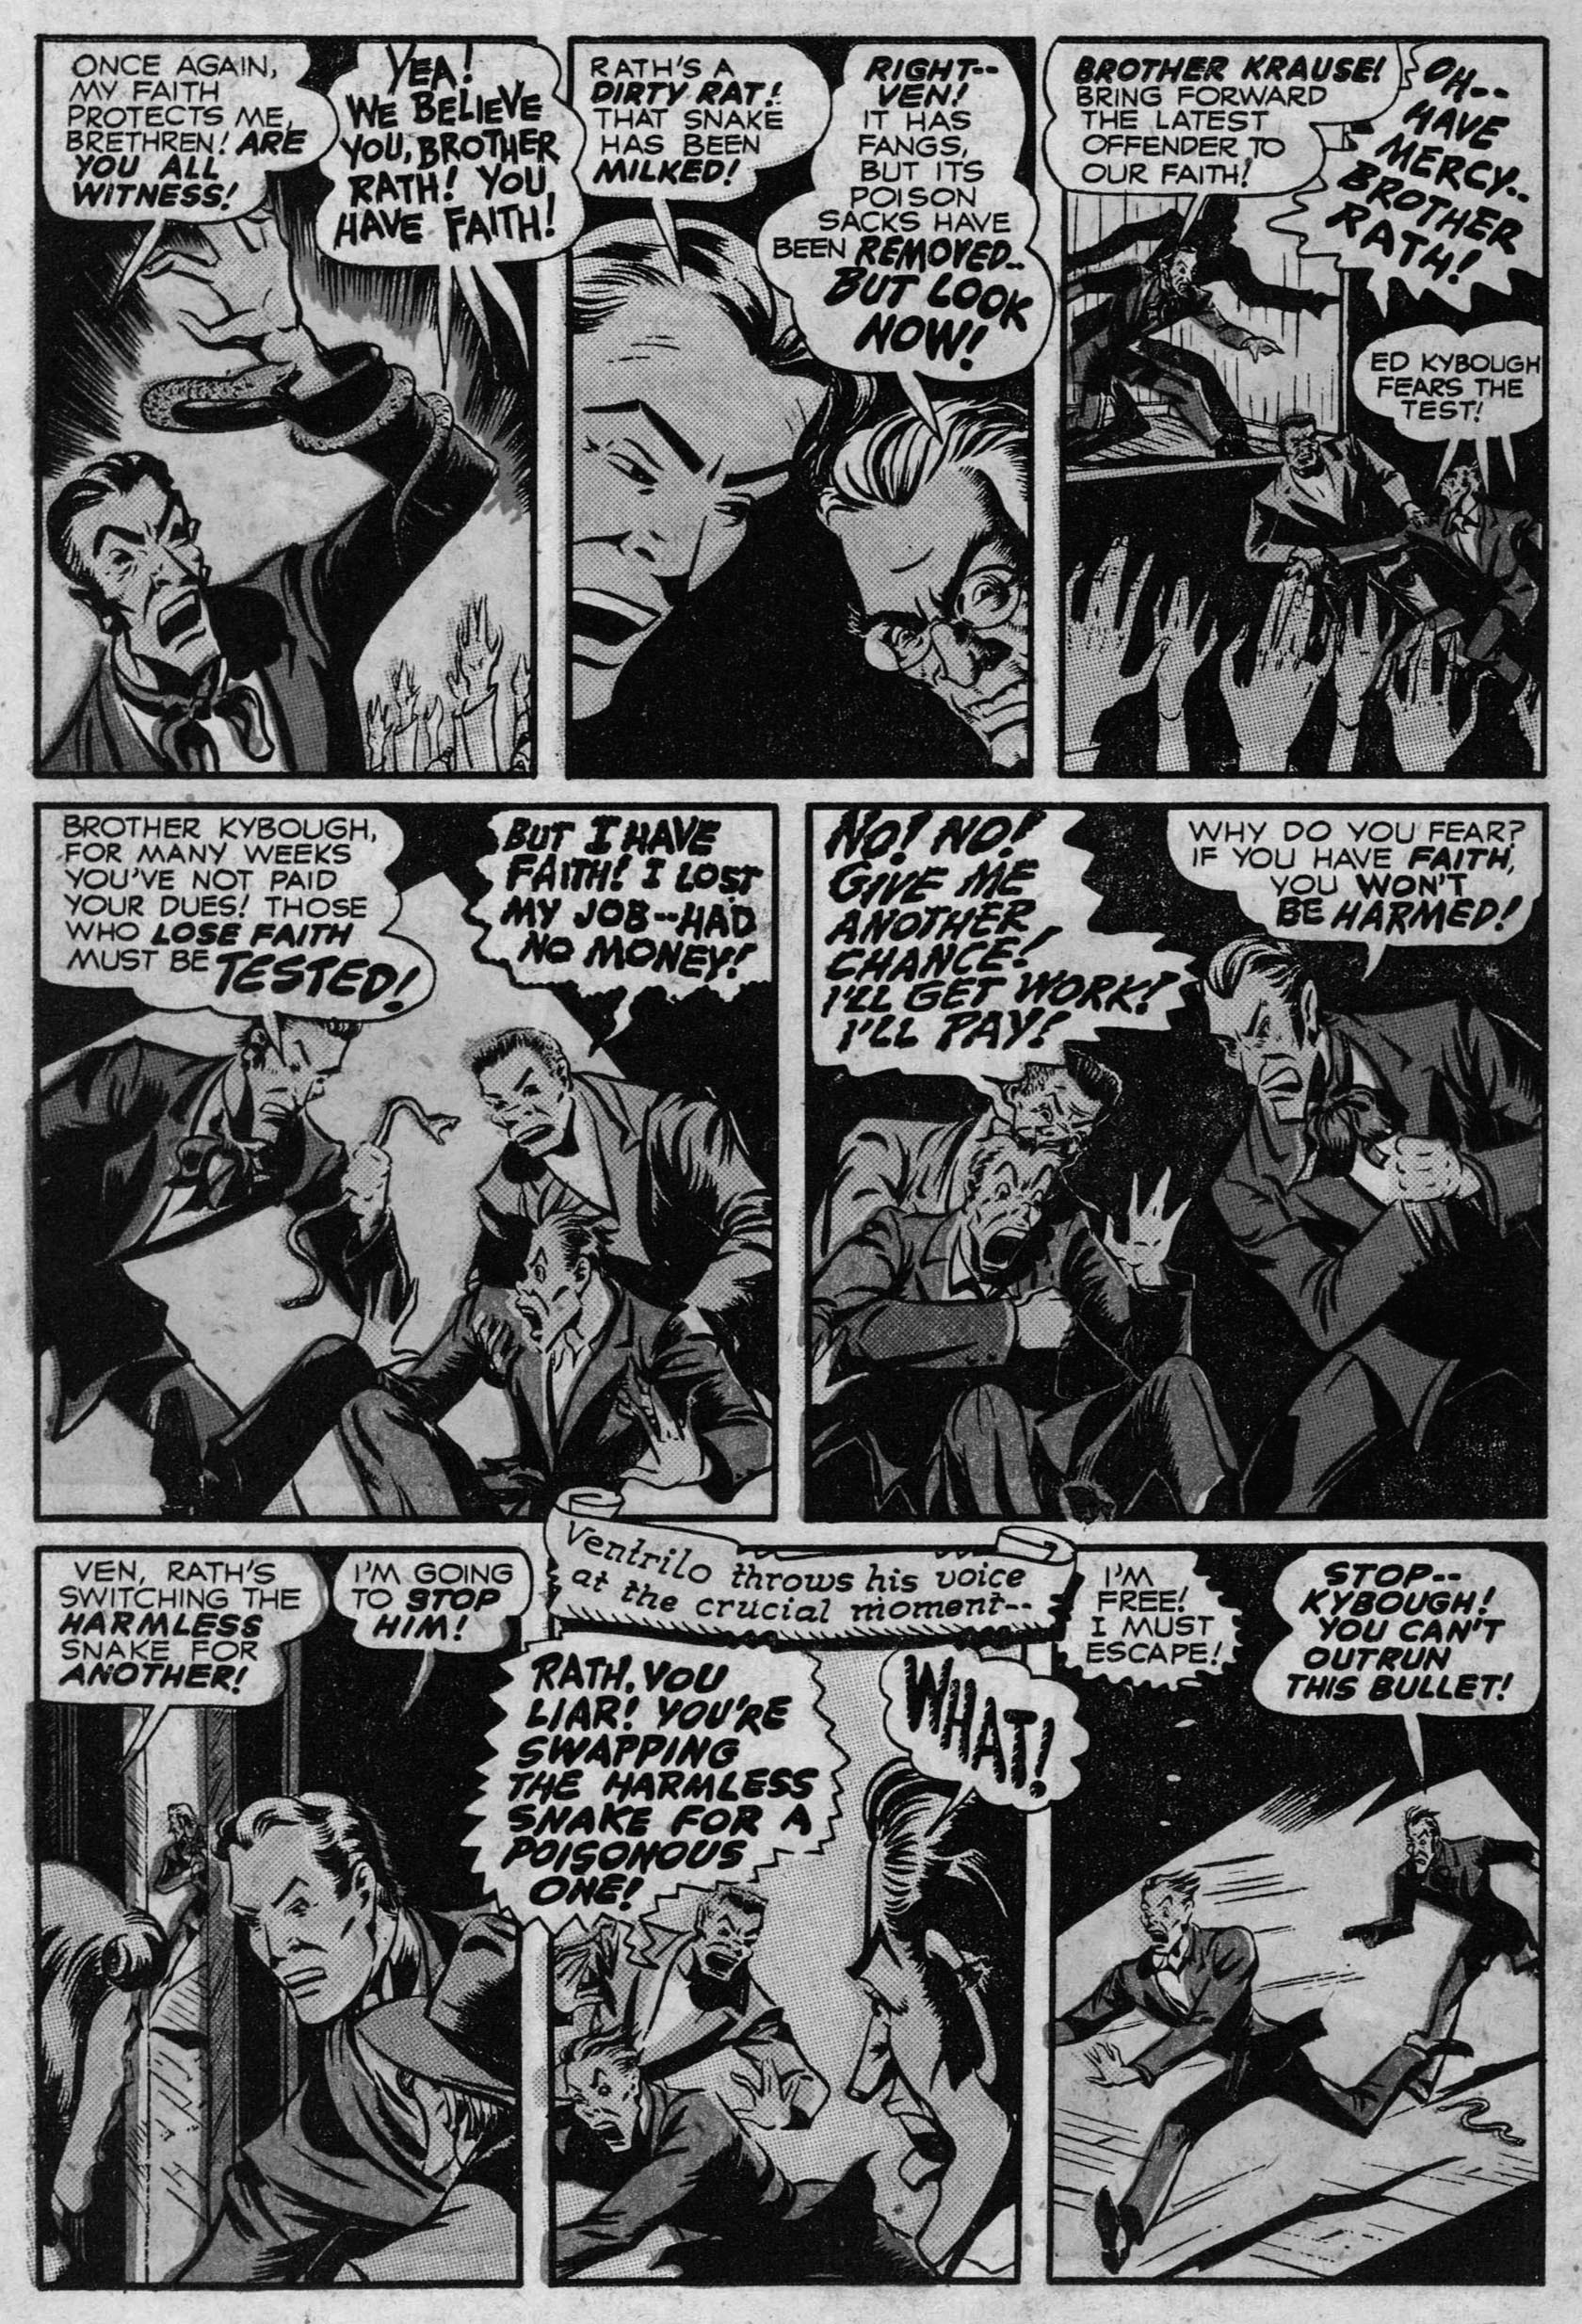 ONCE AGAIN,
MY FAITH
PROTECTS ME,
BRETHREN! ARE
YOU ALL
WITNESS!
YEA!
WE BELIEVE
YOU, BROTHER
RATH! YOU
HAVE FAITH!
RATH'S A
DIRTY RAT!
THAT SNAKE
HAS BEEN
MILKED!
RIGHT--
VEN!
IT HAS
FANGS,
BUT ITS
POISON
SACKS HAVE
BEEN REMOVED..
BUT LOOK
NOW!
BROTHER KRAUSE!
BRING FORWARD
THE LATEST
OFFENDER TO
OUR FAITH!
OH--
HAVE
MERCY..
BROTHER
RATH!
ED KYBOUGH
FEARS THE
TEST!
BROTHER KYBOUGH,
FOR MANY WEEKS
YOU'VE NOT PAID
YOUR DUES! THOSE
WHO LOSE FAITH
MUST BE TESTED!
BUT I HAVE
FAITH! I LOST
MY JOB--HAD
NO MONEY!
NO! NO!
GIVE ME
ANOTHER
CHANCE!
I'LL GET WORK!
I'LL PAY!
WHY DO YOU FEAR?
IF YOU HAVE FAITH,
YOU WON'T
BE HARMED!
VEN, RATH'S
SWITCHING THE
HARMLESS
SNAKE FOR
ANOTHER!
I'M GOING
TO STOP
HIM!
Ventrilo throws his voice
at the crucial moment--
RATH, YOU
LIAR! YOU'RE
SWAPPING
THE HARMLESS
SNAKE FOR A
POISONOUS
ONE!
WHAT!
I'M
FREE!
I MUST
ESCAPE!
STOP--
KYBOUGH!
YOU CAN'T
OUTRUN
THIS BULLET!